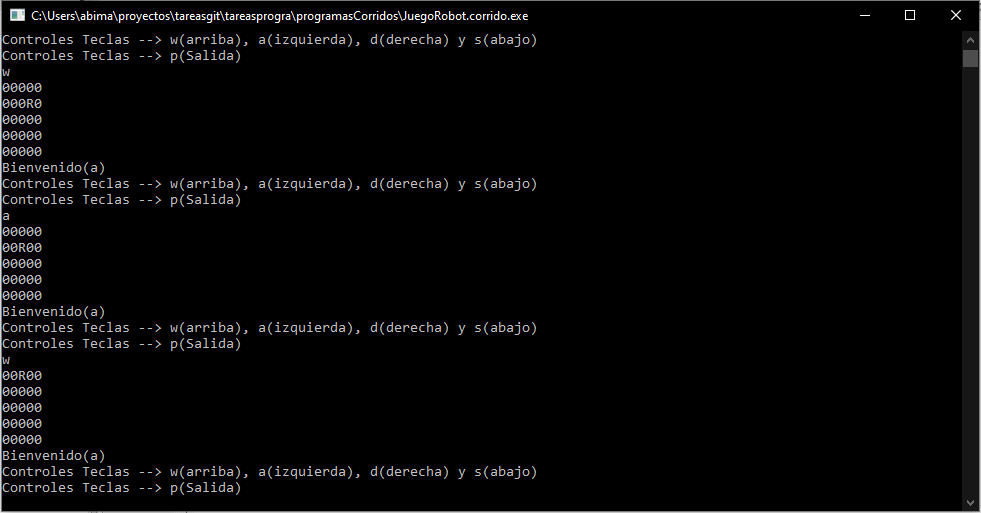 C:\Users\abima\proyectos\tareasgit\tareasprogra\programasCorridos\JuegoRobot.corrido.exe
Controles Teclas --> w(arriba), a(izquierda), d(derecha) y s(abajo)
Controles Teclas --> p(Salida)
w
00000
000R0
00000
00000
00000
Bienvenido(a)
Controles Teclas --> w(arriba), a(izquierda), d(derecha) y s(abajo)
Controles Teclas --> p(Salida)
a
00000
00R00
00000
00000
00000
Bienvenido(a)
Controles Teclas --> w(arriba), a(izquierda), d(derecha) y s(abajo)
Controles Teclas --> p(Salida)
w
00R00
00000
00000
00000
00000
Bienvenido(a)
Controles Teclas --> w(arriba), a(izquierda), d(derecha) y s(abajo)
Controles Teclas --> p(Salida)